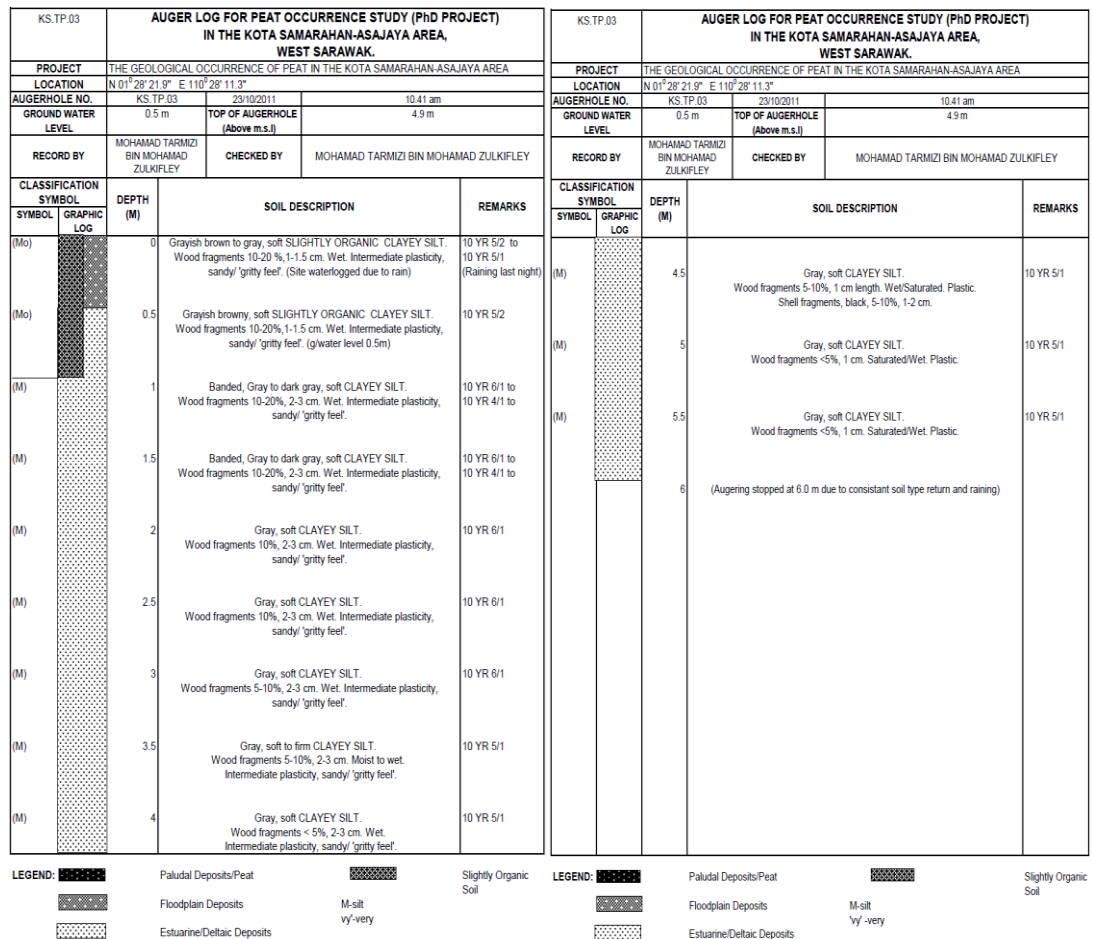 KS.TP.03
AUGER LOG FOR PEAT OCCURRENCE STUDY (PhD PROJECT)
IN THE KOTA SAMARAHAN-ASAJAYA AREA,
WEST SARAWAK.
PROJECT THE GEOLOGICAL OCCURRENCE OF PEAT IN THE KOTA SAMARAHAN-ASAJAYA AREA
LOCATION N 01⁰ 28' 21.9" E 110⁰ 28' 11.3"
AUGERHOLE NO. KS.TP.03 23/10/2011 10.41 am
GROUND WATER 0.5 m TOP OF AUGERHOLE 4.9 m
LEVEL (Above m.s.l)
MOHAMAD TARMIZI
RECORD BY BIN MOHAMAD CHECKED BY MOHAMAD TARMIZI BIN MOHAMAD ZULKIFLEY
ZULKIFLEY
CLASSIFICATION
SYMBOL DEPTH SOIL DESCRIPTION REMARKS
SYMBOL GRAPHIC (M)
LOG
(Mo) 0 Grayish brown to gray, soft SLIGHTLY ORGANIC CLAYEY SILT. 10 YR 5/2 to
Wood fragments 10-20 %,1-1.5 cm. Wet. Intermediate plasticity, 10 YR 5/1
sandy/ 'gritty feel'. (Site waterlogged due to rain) (Raining last night)
(Mo) 0.5 Grayish browny, soft SLIGHTLY ORGANIC CLAYEY SILT. 10 YR 5/2
Wood fragments 10-20%,1-1.5 cm. Wet. Intermediate plasticity,
sandy/ 'gritty feel'. (g/water level 0.5m)
(M) 1 Banded, Gray to dark gray, soft CLAYEY SILT. 10 YR 6/1 to
Wood fragments 10-20%, 2-3 cm. Wet. Intermediate plasticity, 10 YR 4/1 to
sandy/ 'gritty feel'.
(M) 1.5 Banded, Gray to dark gray, soft CLAYEY SILT. 10 YR 6/1 to
Wood fragments 10-20%, 2-3 cm. Wet. Intermediate plasticity, 10 YR 4/1 to
sandy/ 'gritty feel'.
(M) 2 Gray, soft CLAYEY SILT. 10 YR 6/1
Wood fragments 10%, 2-3 cm. Wet. Intermediate plasticity,
sandy/ 'gritty feel'.
(M) 2.5 Gray, soft CLAYEY SILT. 10 YR 6/1
Wood fragments 10%, 2-3 cm. Wet. Intermediate plasticity,
sandy/ 'gritty feel'.
(M) 3 Gray, soft CLAYEY SILT. 10 YR 6/1
Wood fragments 5-10%, 2-3 cm. Wet. Intermediate plasticity,
sandy/ 'gritty feel'.
(M) 3.5 Gray, soft to firm CLAYEY SILT. 10 YR 5/1
Wood fragments 5-10%, 2-3 cm. Moist to wet.
Intermediate plasticity, sandy/ 'gritty feel'.
(M) 4 Gray, soft CLAYEY SILT. 10 YR 5/1
Wood fragments < 5%, 2-3 cm. Wet.
Intermediate plasticity, sandy/ 'gritty feel'.
LEGEND: Paludal Deposits/Peat Slightly Organic
Soil
Floodplain Deposits M-silt
vy'-very
Estuarine/Deltaic Deposits
KS.TP.03
AUGER LOG FOR PEAT OCCURRENCE STUDY (PhD PROJECT)
IN THE KOTA SAMARAHAN-ASAJAYA AREA,
WEST SARAWAK.
PROJECT THE GEOLOGICAL OCCURRENCE OF PEAT IN THE KOTA SAMARAHAN-ASAJAYA AREA
LOCATION N 01⁰ 28' 21.9" E 110⁰ 28' 11.3"
AUGERHOLE NO. KS.TP.03 23/10/2011 10.41 am
GROUND WATER 0.5 m TOP OF AUGERHOLE 4.9 m
LEVEL (Above m.s.l)
MOHAMAD TARMIZI
RECORD BY BIN MOHAMAD CHECKED BY MOHAMAD TARMIZI BIN MOHAMAD ZULKIFLEY
ZULKIFLEY
CLASSIFICATION
SYMBOL DEPTH SOIL DESCRIPTION REMARKS
SYMBOL GRAPHIC (M)
LOG
(M) 4.5 Gray, soft CLAYEY SILT. 10 YR 5/1
Wood fragments 5-10%, 1 cm length. Wet/Saturated. Plastic.
Shell fragments, black, 5-10%, 1-2 cm.
(M) 5 Gray, soft CLAYEY SILT. 10 YR 5/1
Wood fragments <5%, 1 cm. Saturated/Wet. Plastic.
(M) 5.5 Gray, soft CLAYEY SILT. 10 YR 5/1
Wood fragments <5%, 1 cm. Saturated/Wet. Plastic.
6 (Augering stopped at 6.0 m due to consistant soil type return and raining)
LEGEND: Paludal Deposits/Peat Slightly Organic
Soil
Floodplain Deposits M-silt
'vy' -very
Estuarine/Deltaic Deposits